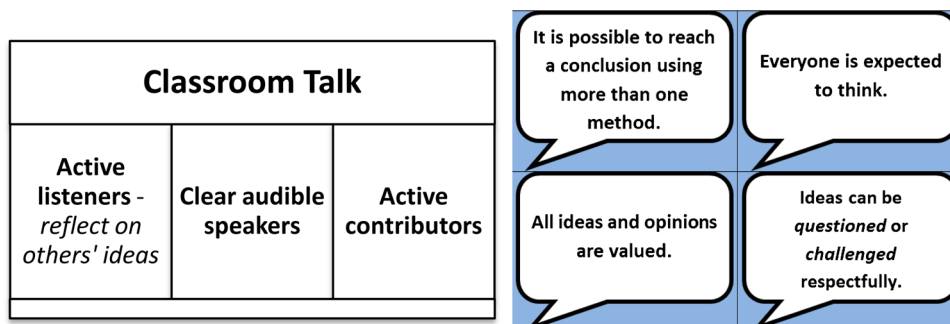 Classroom Talk
Active
listeners -
reflect on
others' ideas
Clear audible
speakers
Active
contributors
It is possible to reach
a conclusion using
more than one
method.
Everyone is expected
to think.
All ideas and opinions
are valued.
Ideas can be
questioned or
challenged
respectfully.